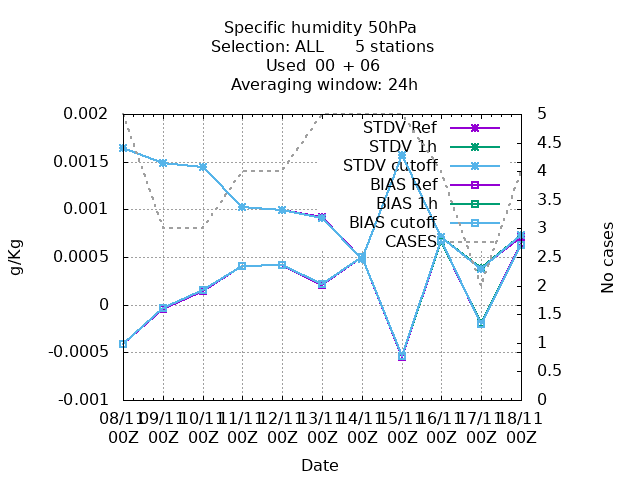 Specific humidity 50hPa
Selection: ALL 5 stations
Used 00 + 06
Averaging window: 24h
STDV Ref
STDV 1h
STDV cutoff
BIAS Ref
BIAS 1h
BIAS cutoff
CASES
g/Kg
0.002
0.0015
0.001
0.0005
0
-0.0005
-0.001
No cases
5
4.5
4
3.5
3
2.5
2
1.5
1
0.5
0
08/11 09/11 10/11 11/11 12/11 13/11 14/11 15/11 16/11 17/11 18/11
00Z 00Z 00Z 00Z 00Z 00Z 00Z 00Z 00Z 00Z 00Z
Date